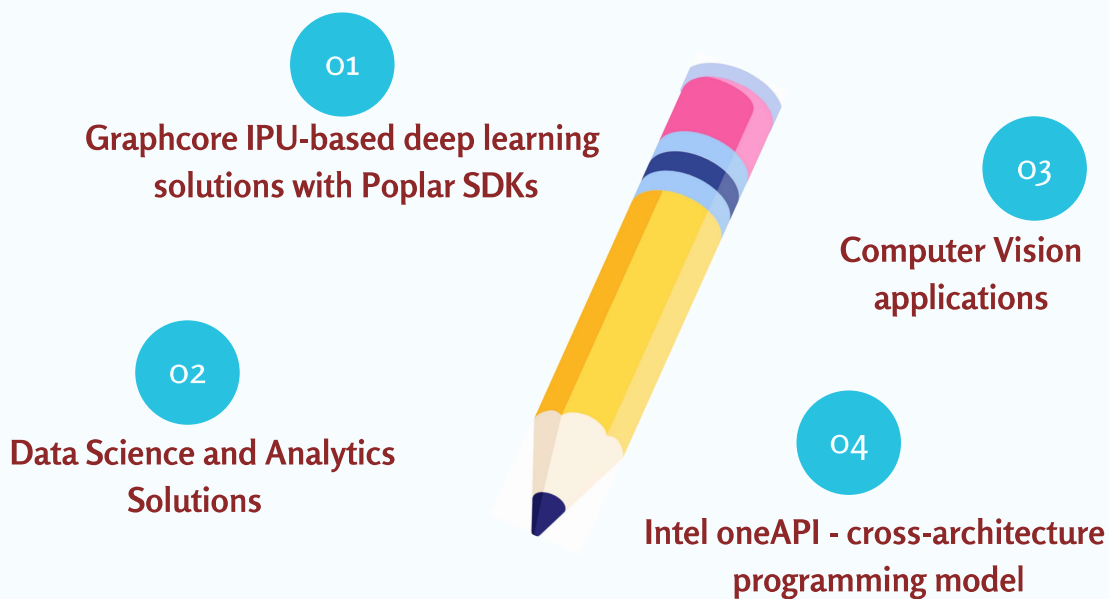 01
Graphcore IPU-based deep learning
solutions with Poplar SDKs
02
Data Science and Analytics
Solutions
03
Computer Vision
applications
04
Intel oneAPI - cross-architecture
programming model